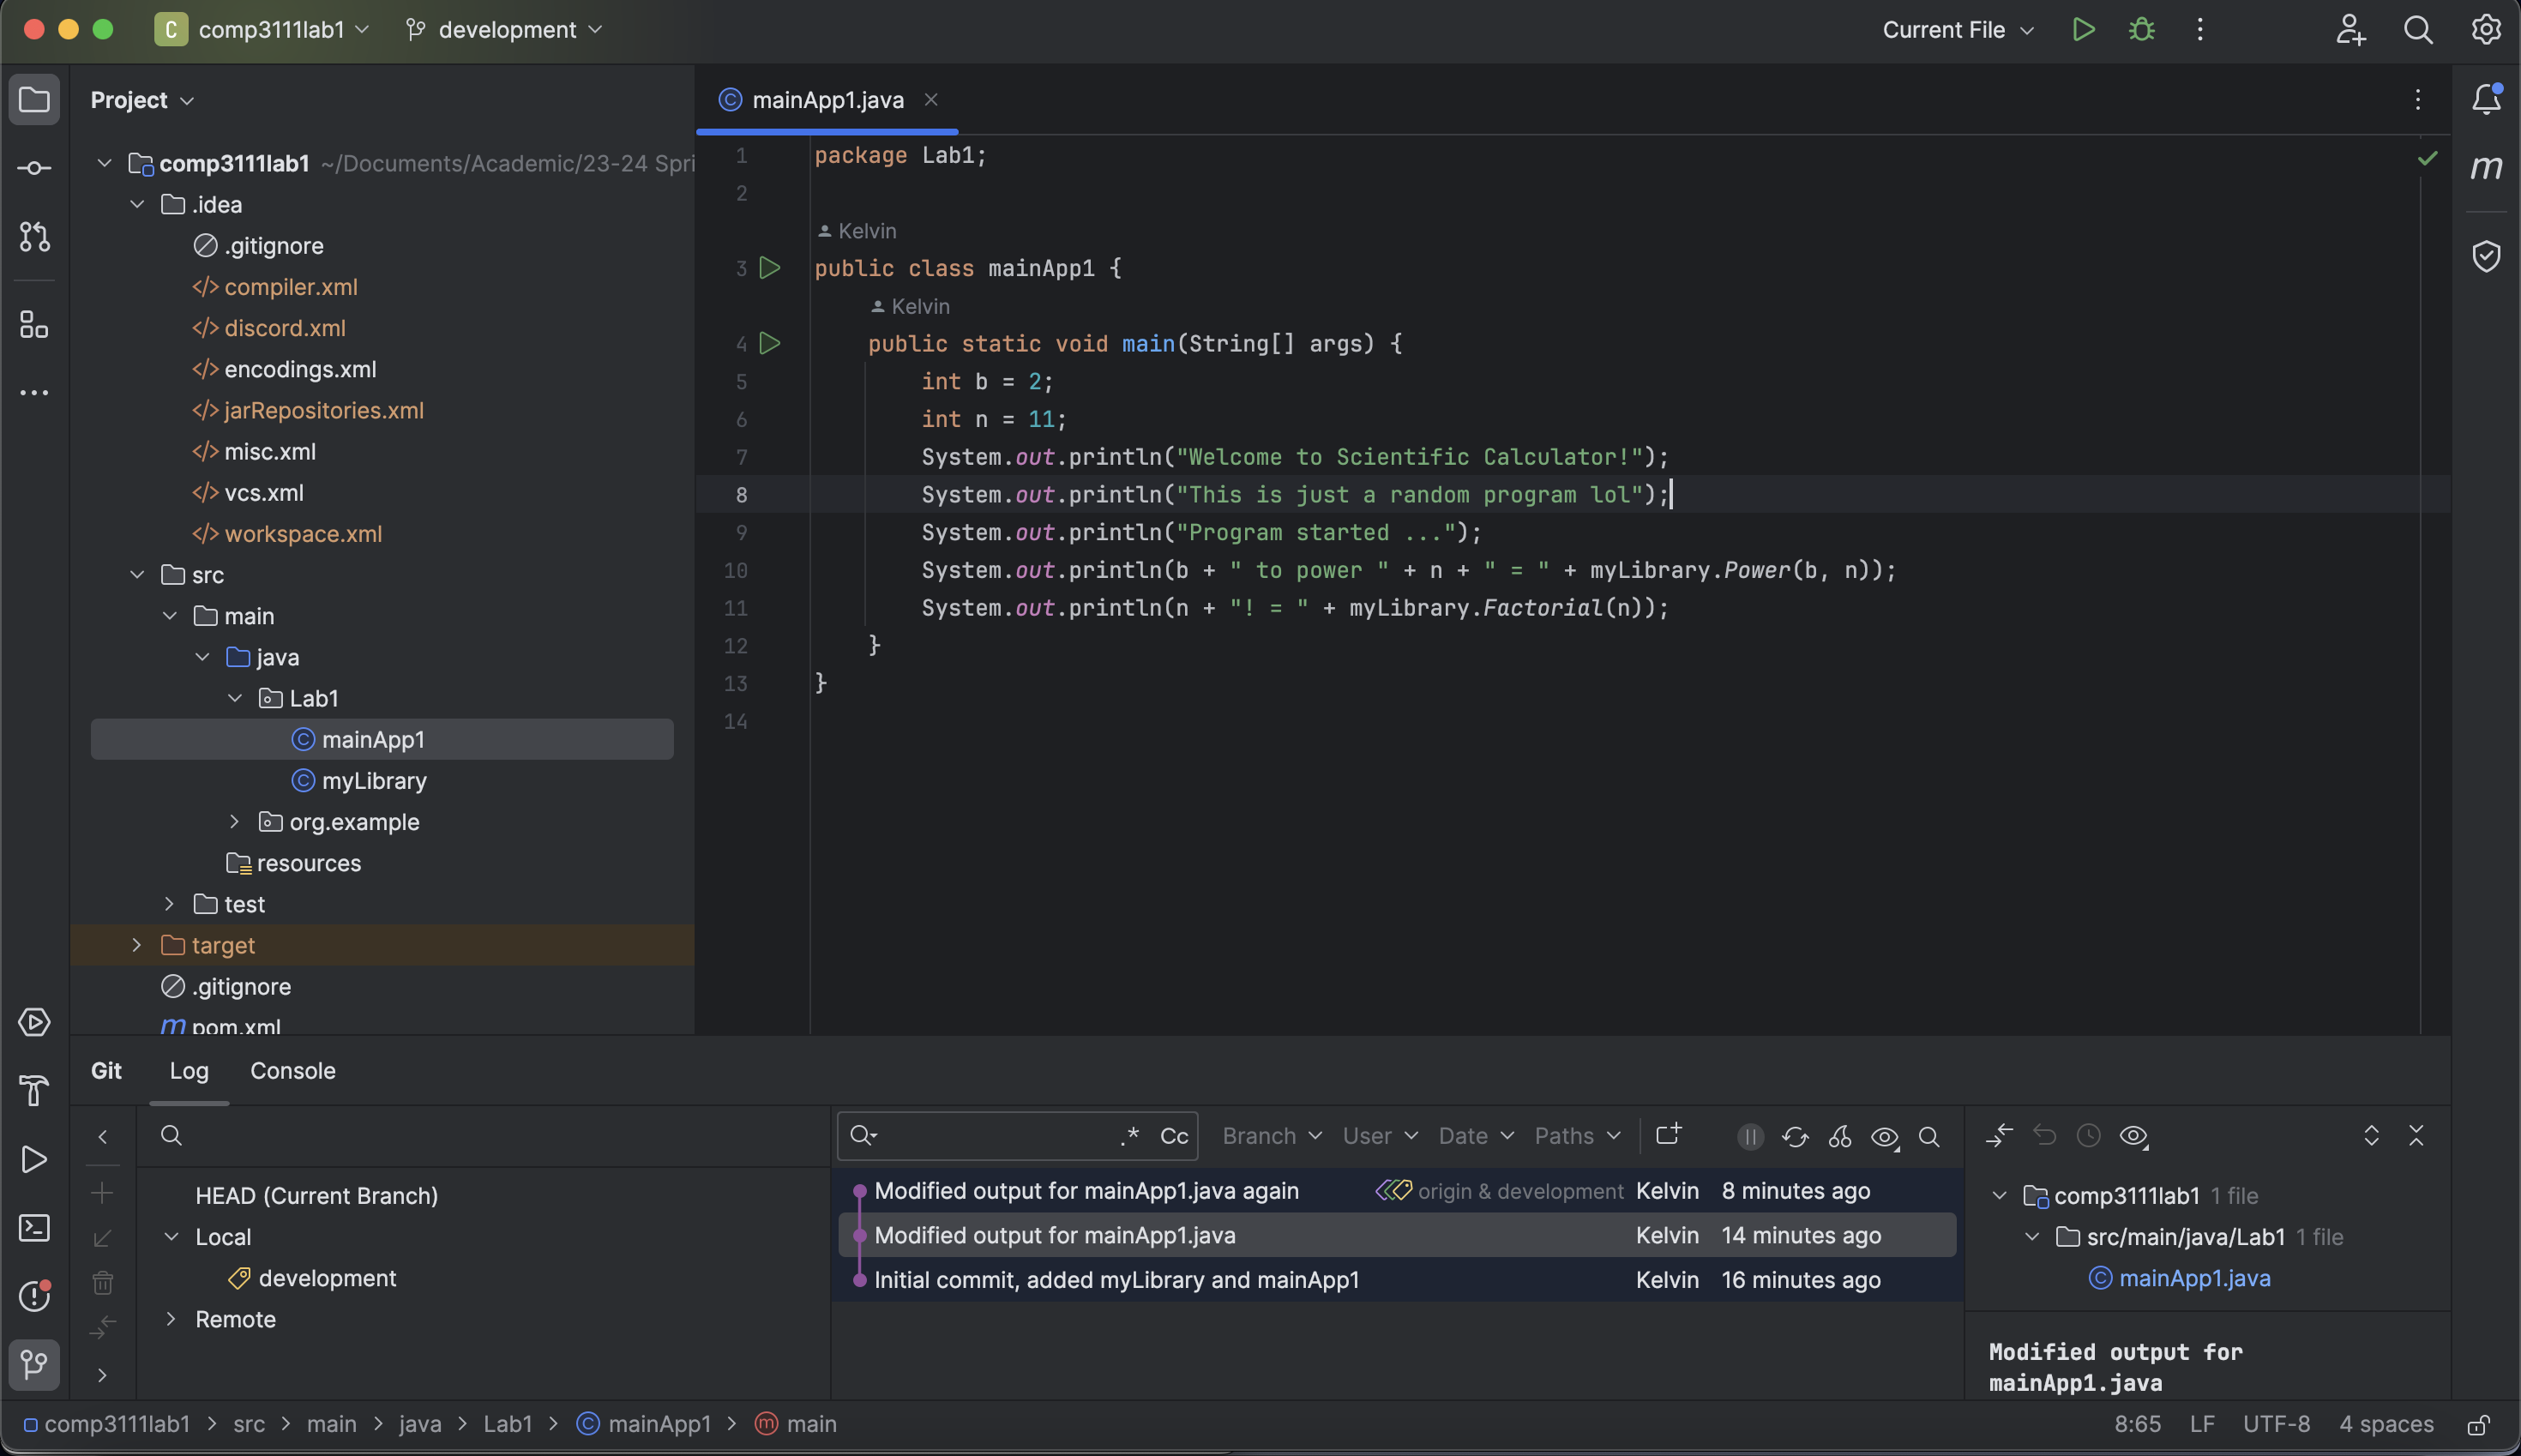 C comp3111lab1 development Current File
Project
comp3111lab1 ~/Documents/Academic/23-24 Spri
.idea
.gitignore
</> compiler.xml
</> discord.xml
</> encodings.xml
</> jarRepositories.xml
</> misc.xml
</> vcs.xml
</> workspace.xml
src
main
java
Lab1
C mainApp1
C myLibrary
org.example
resources
test
target
.gitignore
m pom.xml
C mainApp1.java
1 package Lab1;
2
Kelvin
3 public class mainApp1 {
Kelvin
4 public static void main(String[] args) {
5 int b = 2;
6 int n = 11;
7 System.out.println("Welcome to Scientific Calculator!");
8 System.out.println("This is just a random program lol");
9 System.out.println("Program started ...");
10 System.out.println(b + " to power " + n + " = " + myLibrary.Power(b, n));
11 System.out.println(n + "! = " + myLibrary.Factorial(n));
12 }
13 }
14
m
Git Log Console
HEAD (Current Branch)
Local
development
Remote
.* Cc Branch User Date Paths
Modified output for mainApp1.java again origin & development Kelvin 8 minutes ago
Modified output for mainApp1.java Kelvin 14 minutes ago
Initial commit, added myLibrary and mainApp1 Kelvin 16 minutes ago
comp3111lab1 1 file
src/main/java/Lab1 1 file
C mainApp1.java
Modified output for
mainApp1.java
comp3111lab1 > src > main > java > Lab1 > C mainApp1 > m main 8:65 LF UTF-8 4 spaces